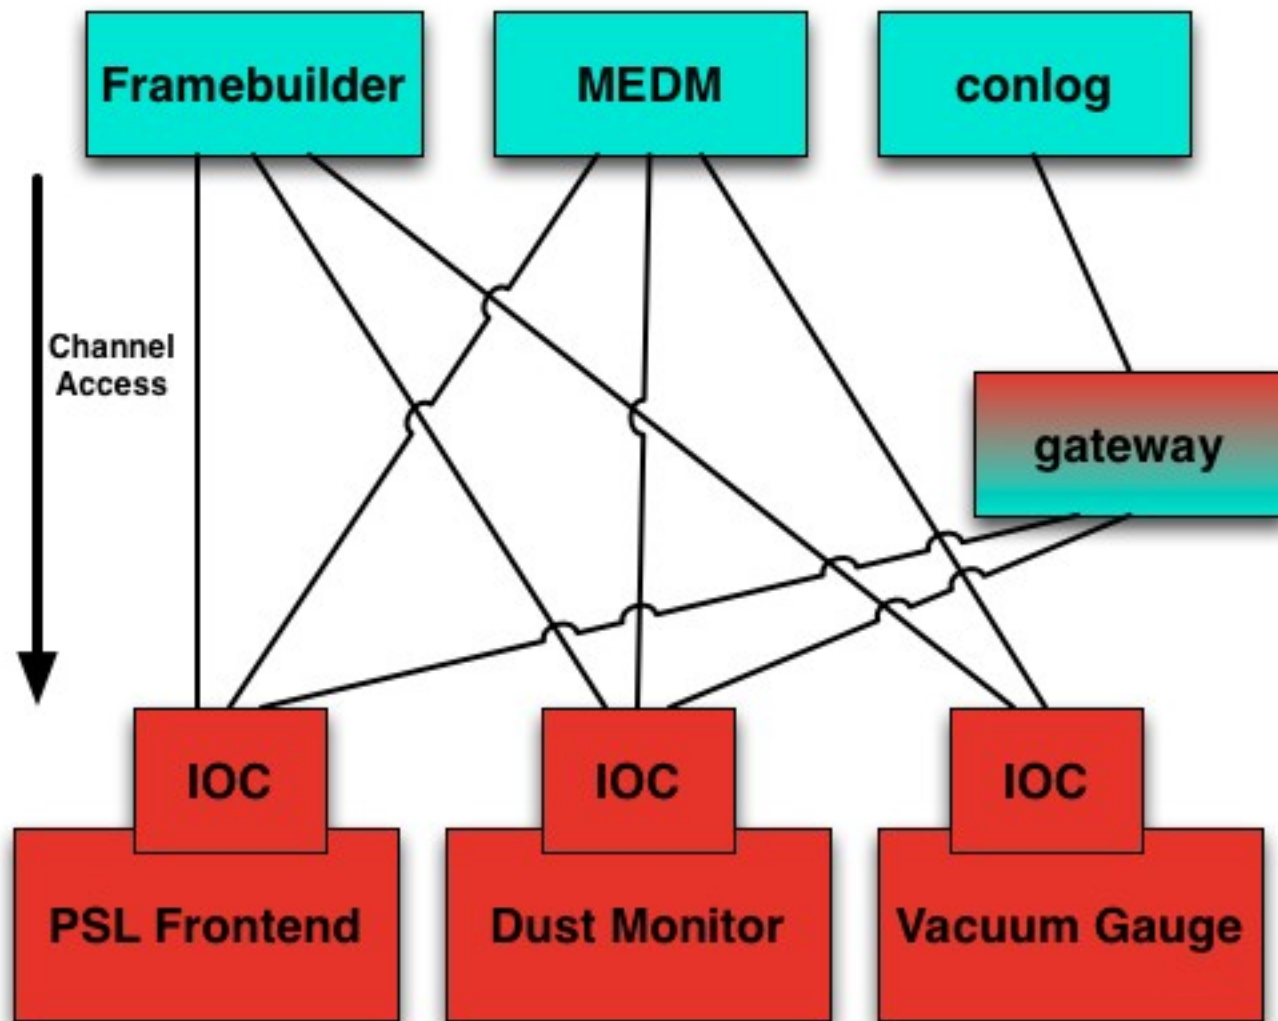 Framebuilder
MEDM
conlog
Channel
Access
gateway
IOC
IOC
IOC
PSL Frontend
Dust Monitor
Vacuum Gauge